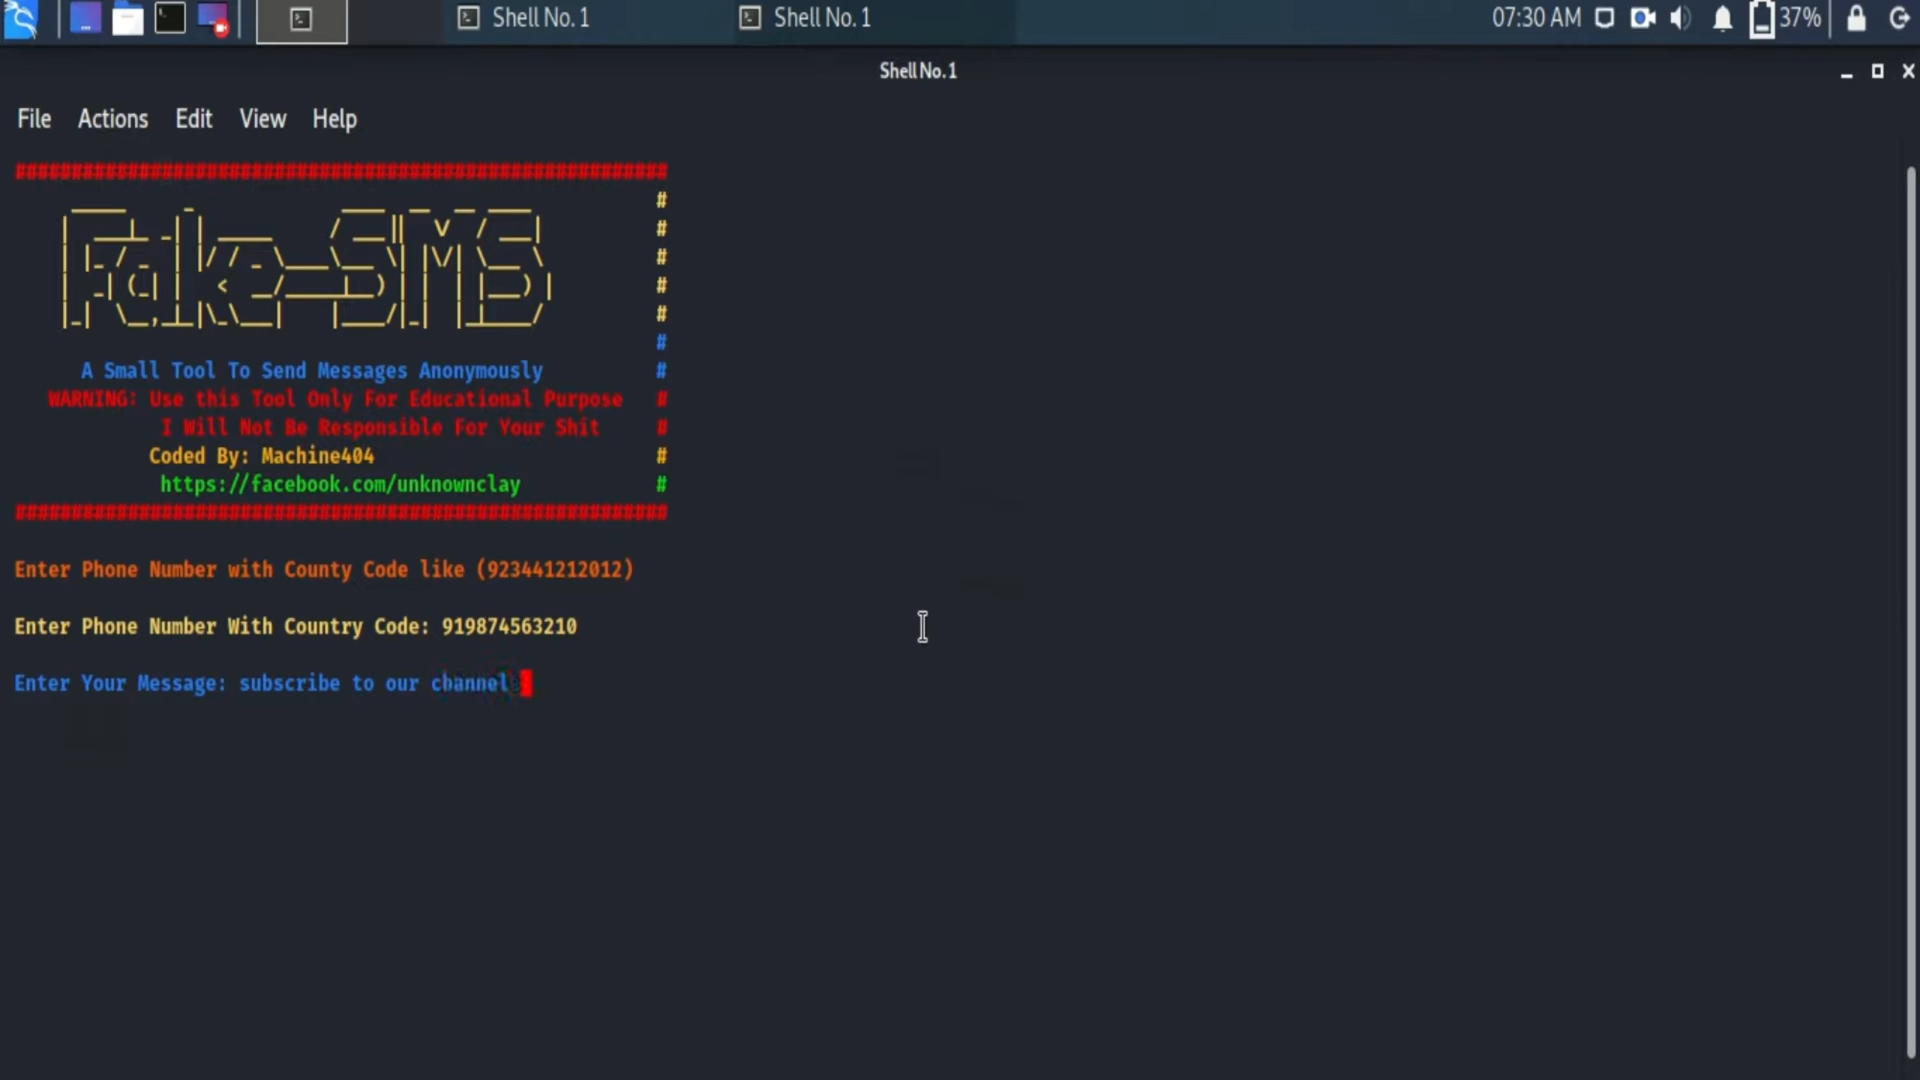 Shell No. 1
Shell No. 1
07:30 AM
37%
Shell No. 1
File Actions Edit View Help
##########################################################
Fake-SMS #
#
#
#
#
#
A Small Tool To Send Messages Anonymously #
WARNING: Use this Tool Only For Educational Purpose #
I Will Not Be Responsible For Your Shit #
Coded By: Machine404 #
https://facebook.com/unknownclay #
##########################################################
Enter Phone Number with County Code like (923441212012)
Enter Phone Number With Country Code: 919874563210
Enter Your Message: subscribe to our channel